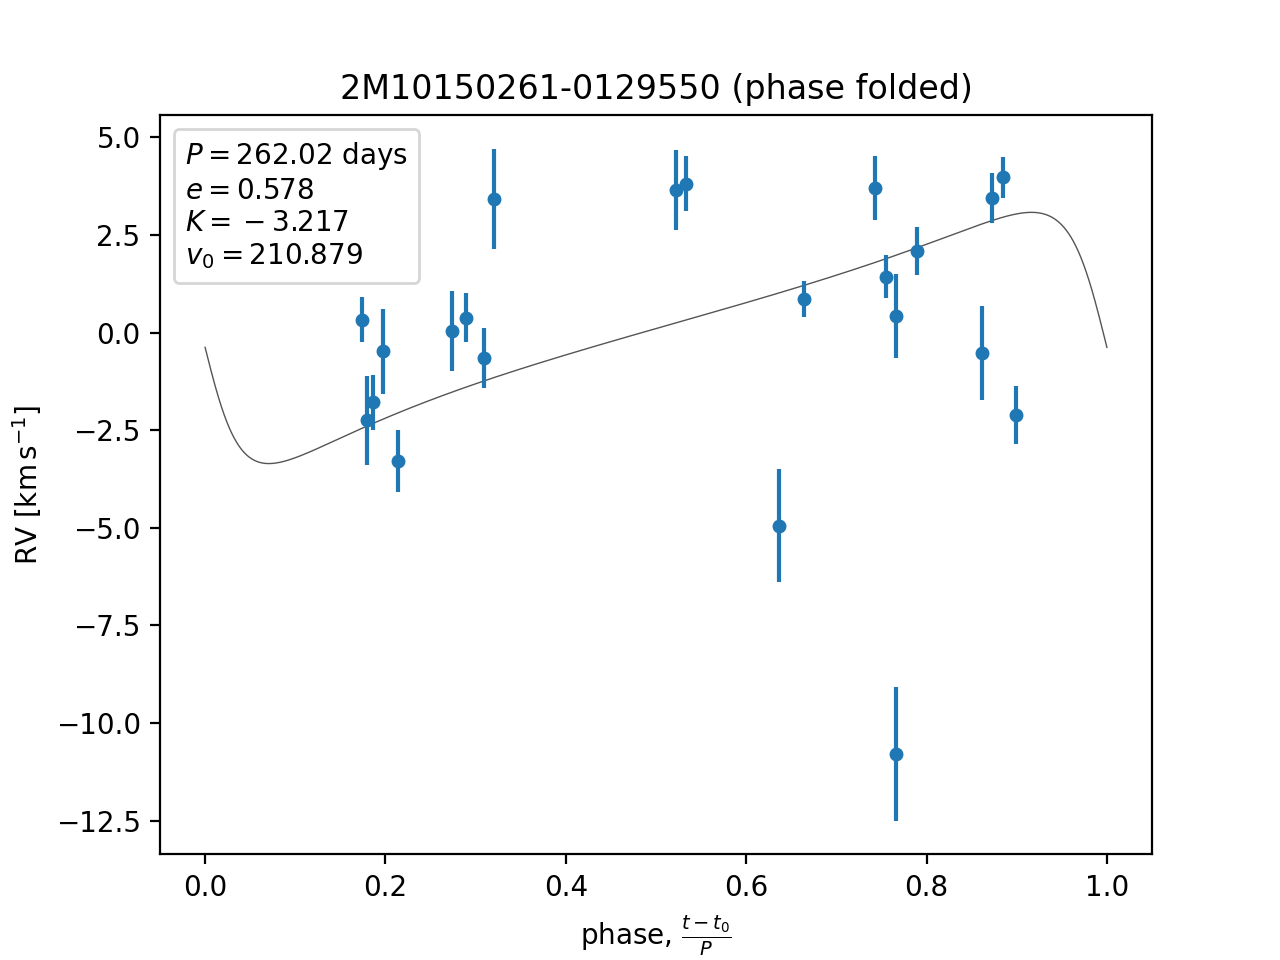 2M10150261-0129550 (phase folded)
P = 262.02 days
e = 0.578
K = −3.217
v₀ = 210.879
5.0
2.5
0.0
−2.5
−5.0
−7.5
−10.0
−12.5
RV [km s⁻¹]
0.0 0.2 0.4 0.6 0.8 1.0
phase, (t − t₀)/P